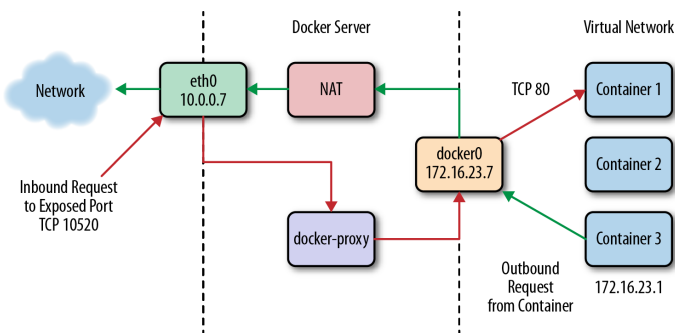 Docker Server
Virtual Network
Network
eth0
10.0.0.7
NAT
TCP 80
Container 1
docker0
172.16.23.7
Container 2
Inbound Request
to Exposed Port
TCP 10520
docker-proxy
Container 3
Outbound
Request
from Container
172.16.23.1